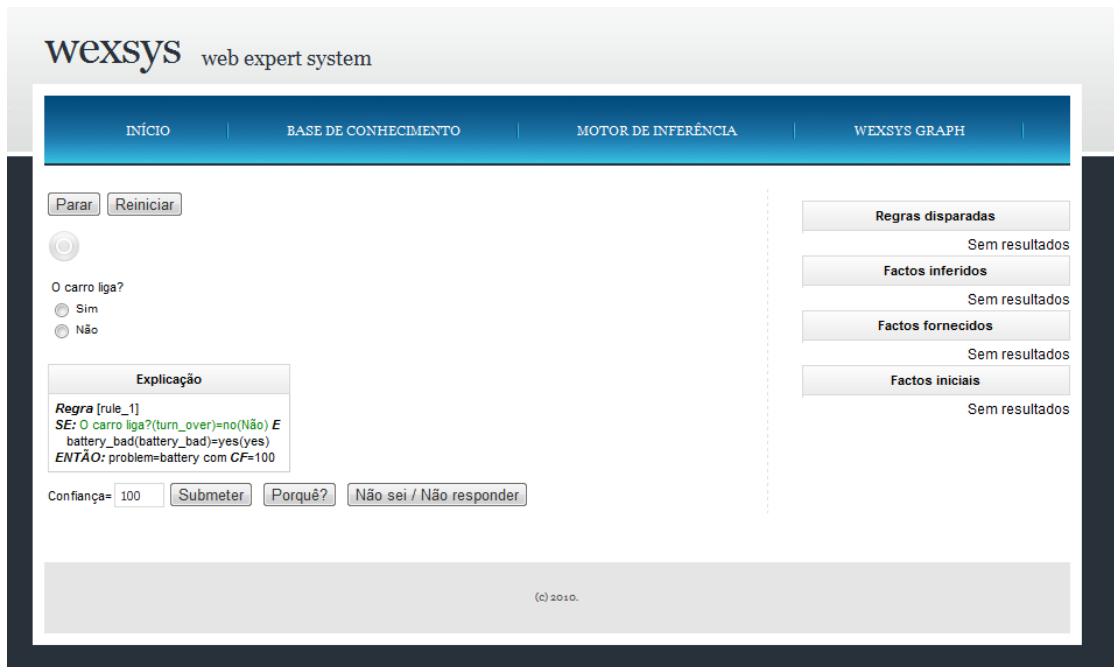 wexsys web expert system
INÍCIO BASE DE CONHECIMENTO MOTOR DE INFERÊNCIA WEXSYS GRAPH
Parar Reiniciar
O carro liga?
Sim
Não
Explicação
Regra [rule_1]
SE: O carro liga?(turn_over)=no(Não) E
battery_bad(battery_bad)=yes(yes)
ENTÃO: problem=battery com CF=100
Confiança= 100 Submeter Porquê? Não sei / Não responder
Regras disparadas
Sem resultados
Factos inferidos
Sem resultados
Factos fornecidos
Sem resultados
Factos iniciais
Sem resultados
(c) 2010.